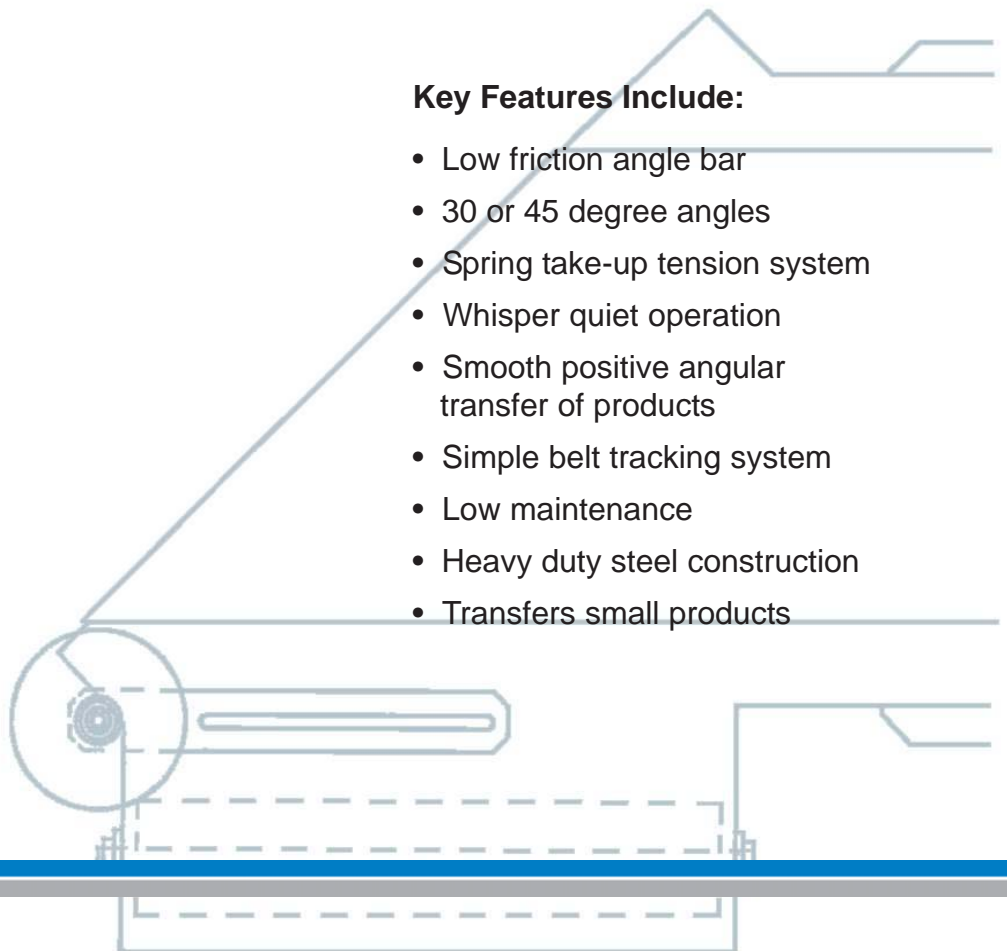 Key Features Include:
• Low friction angle bar
• 30 or 45 degree angles
• Spring take-up tension system
• Whisper quiet operation
• Smooth positive angular
transfer of products
• Simple belt tracking system
• Low maintenance
• Heavy duty steel construction
• Transfers small products